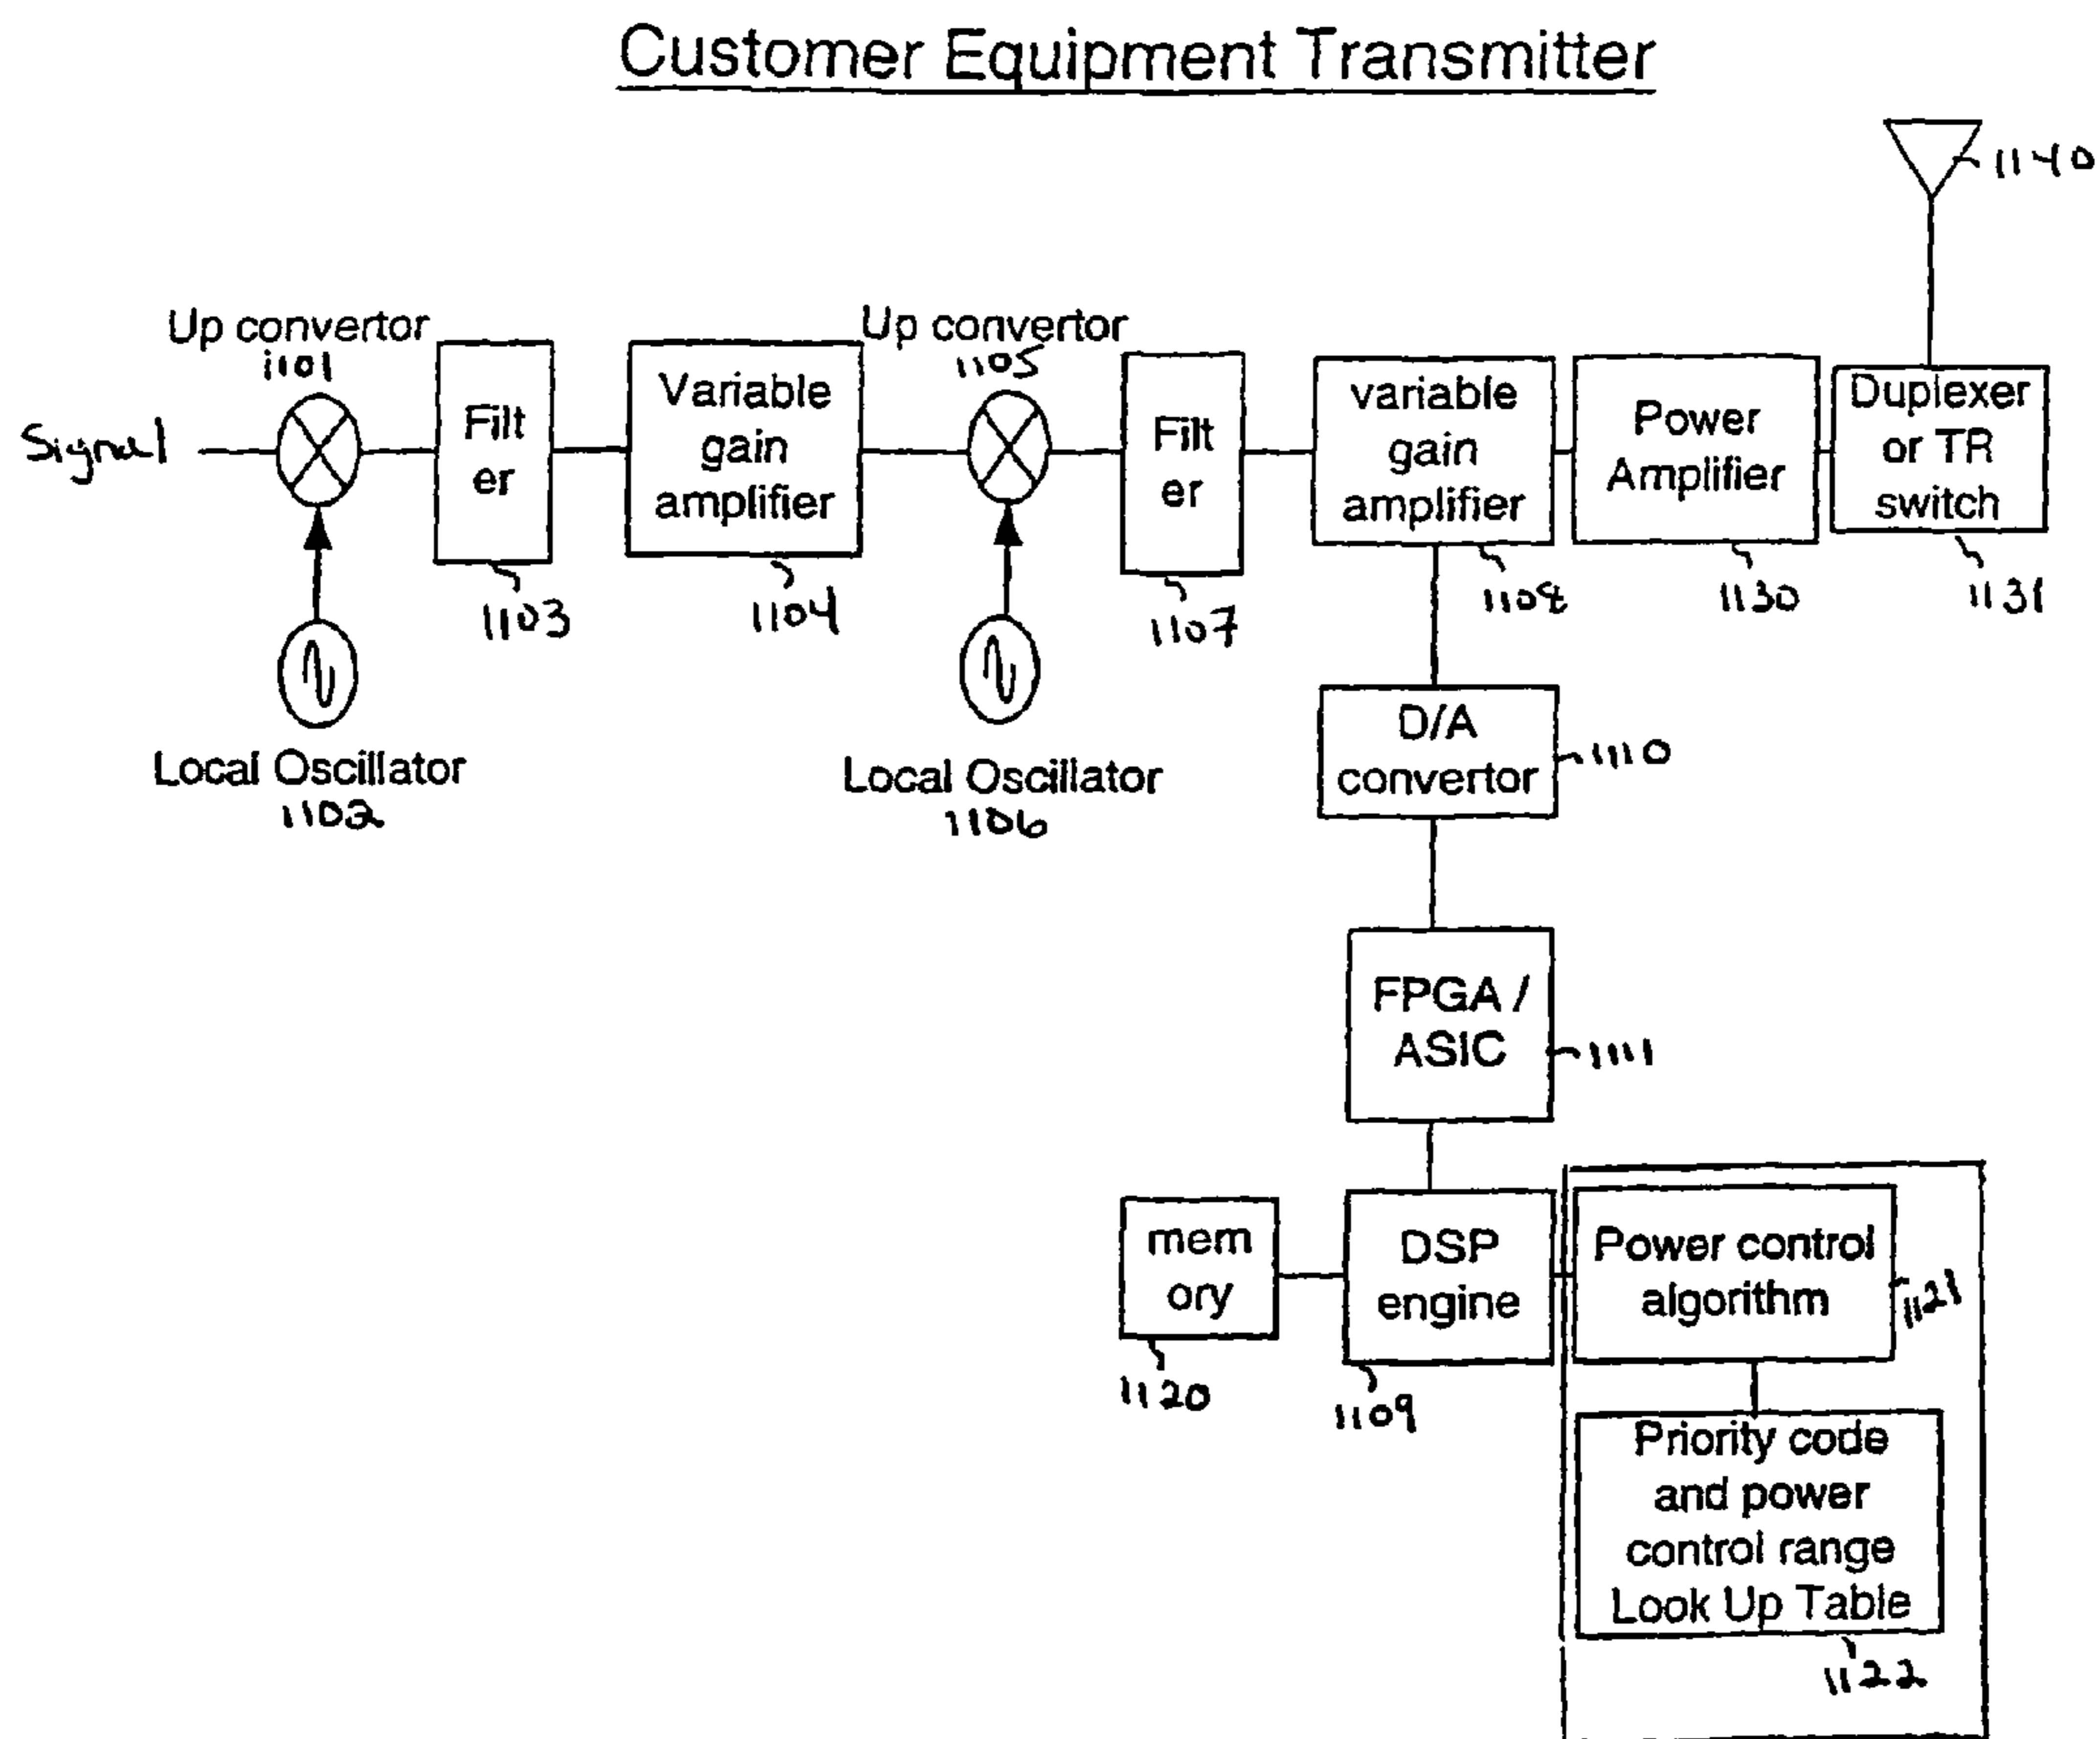 Customer Equipment Transmitter
1140
Up convertor
1101
Signal
Local Oscillator
1102
Filt
er
1103
Variable
gain
amplifier
1104
Up convertor
1105
Local Oscillator
1106
Filt
er
1107
variable
gain
amplifier
1108
Power
Amplifier
1130
Duplexer
or TR
switch
1131
D/A
convertor
1110
FPGA /
ASIC
1111
mem
ory
1120
DSP
engine
1109
Power control
algorithm
1121
Priority code
and power
control range
Look Up Table
1122